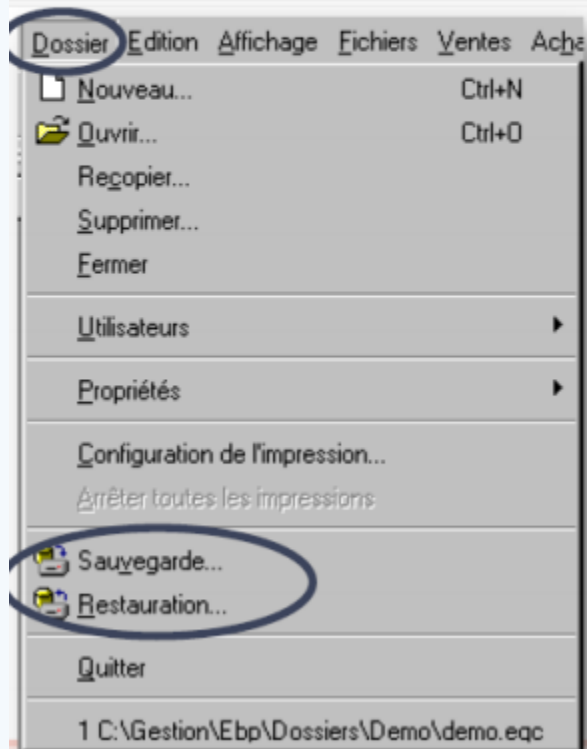 Dossier Edition Affichage Fichiers Ventes Acha
Nouveau... Ctrl+N
Ouvrir... Ctrl+O
Recopier...
Supprimer...
Fermer
Utilisateurs
Propriétés
Configuration de l'impression...
Arrêter toutes les impressions
Sauvegarde...
Restauration...
Quitter
1 C:\Gestion\Ebp\Dossiers\Demo\demo.eqc